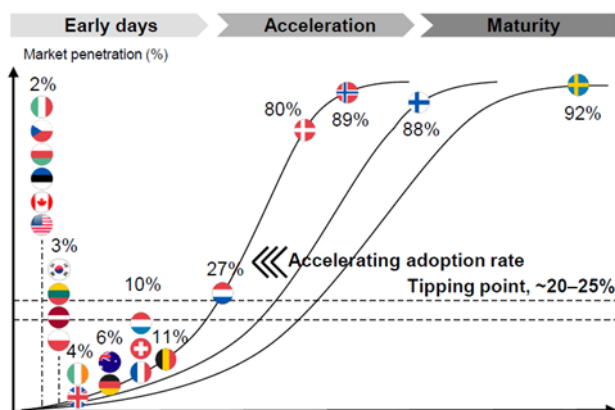 Early days Acceleration Maturity
Market penetration (%)
2%
80%
89%
88%
92%
3%
27%
Accelerating adoption rate
10%
Tipping point, ~20–25%
6%
11%
4%